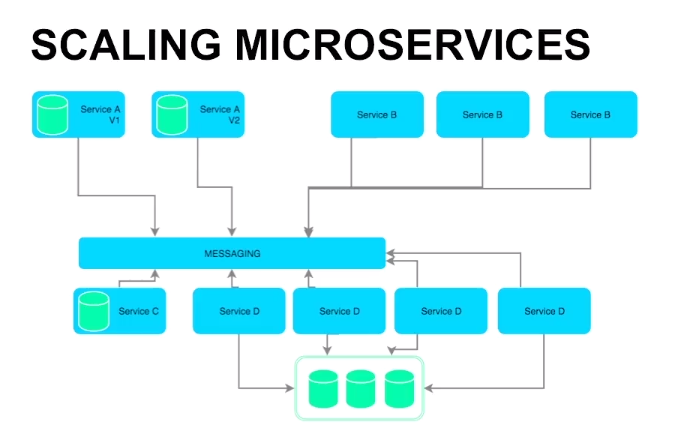 SCALING MICROSERVICES
Service A
V1
Service A
V2
Service B
Service B
Service B
MESSAGING
Service C
Service D
Service D
Service D
Service D